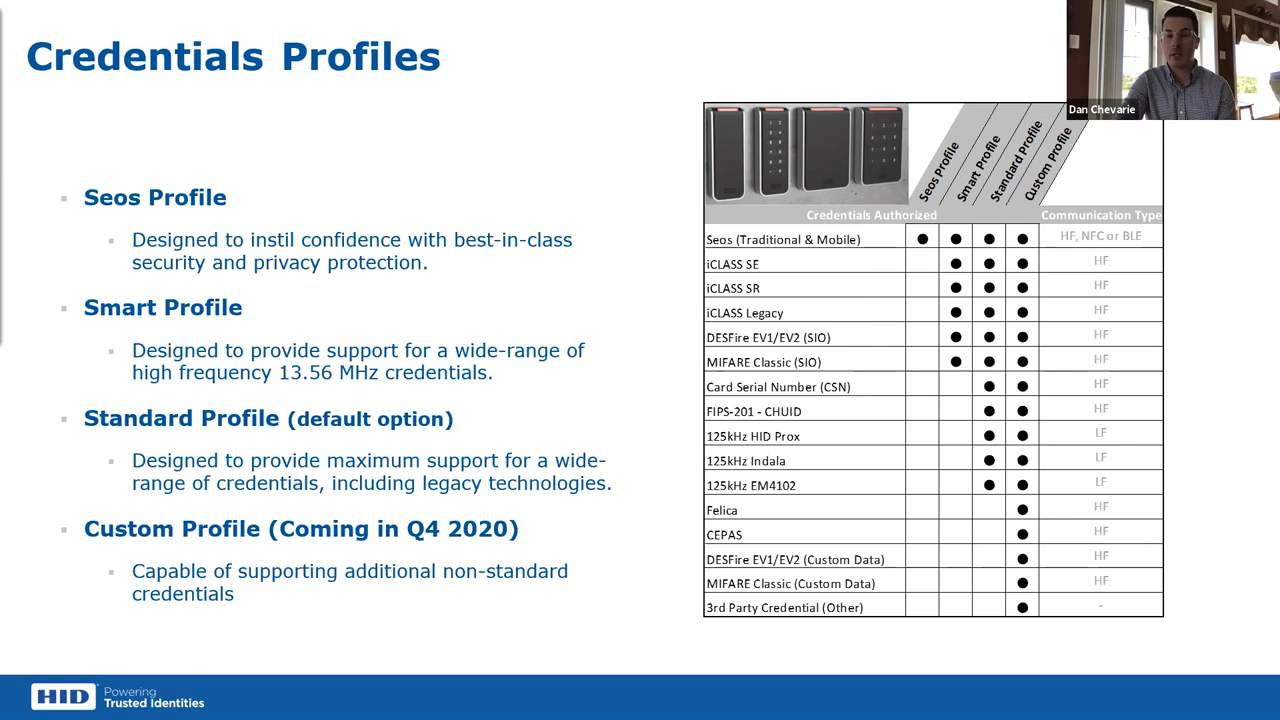 Credentials Profiles
Dan Chevarie
Seos Profile
Designed to instil confidence with best-in-class
security and privacy protection.
Smart Profile
Designed to provide support for a wide-range of
high frequency 13.56 MHz credentials.
Standard Profile (default option)
Designed to provide maximum support for a wide-
range of credentials, including legacy technologies.
Custom Profile (Coming in Q4 2020)
Capable of supporting additional non-standard
credentials
Seos Profile
Smart Profile
Standard Profile
Custom Profile
Credentials Authorized Communication Type
Seos (Traditional & Mobile) ● ● ● ● HF, NFC or BLE
iCLASS SE ● ● ● HF
iCLASS SR ● ● ● HF
iCLASS Legacy ● ● ● HF
DESFire EV1/EV2 (SIO) ● ● ● HF
MIFARE Classic (SIO) ● ● ● HF
Card Serial Number (CSN) ● ● HF
FIPS-201 - CHUID ● ● HF
125kHz HID Prox ● ● LF
125kHz Indala ● ● LF
125kHz EM4102 ● ● LF
Felica ● HF
CEPAS ● HF
DESFire EV1/EV2 (Custom Data) ● HF
MIFARE Classic (Custom Data) ● HF
3rd Party Credential (Other) ● -
HID
Powering
Trusted Identities